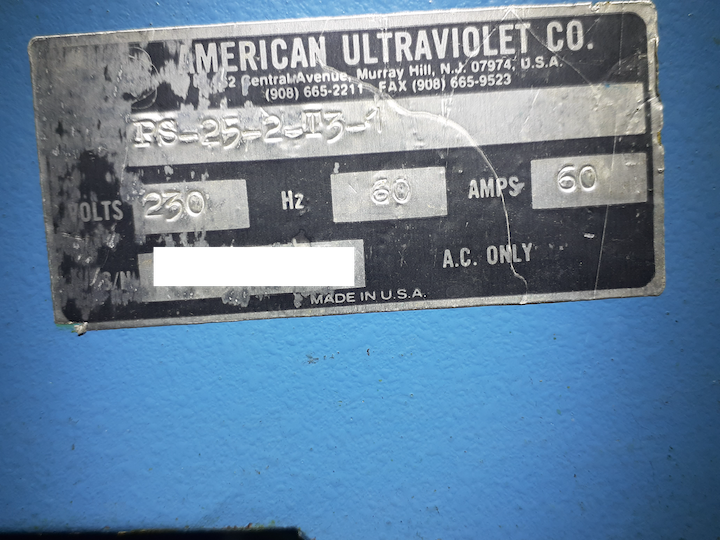 AMERICAN ULTRAVIOLET CO.
Central Avenue, Murray Hill, N.J. 07974, U.S.A.
(908) 665-2211 FAX (908) 665-9523
PS-25-2-T3-1
VOLTS 230 Hz 60 AMPS 60
S/N A.C. ONLY
MADE IN U.S.A.